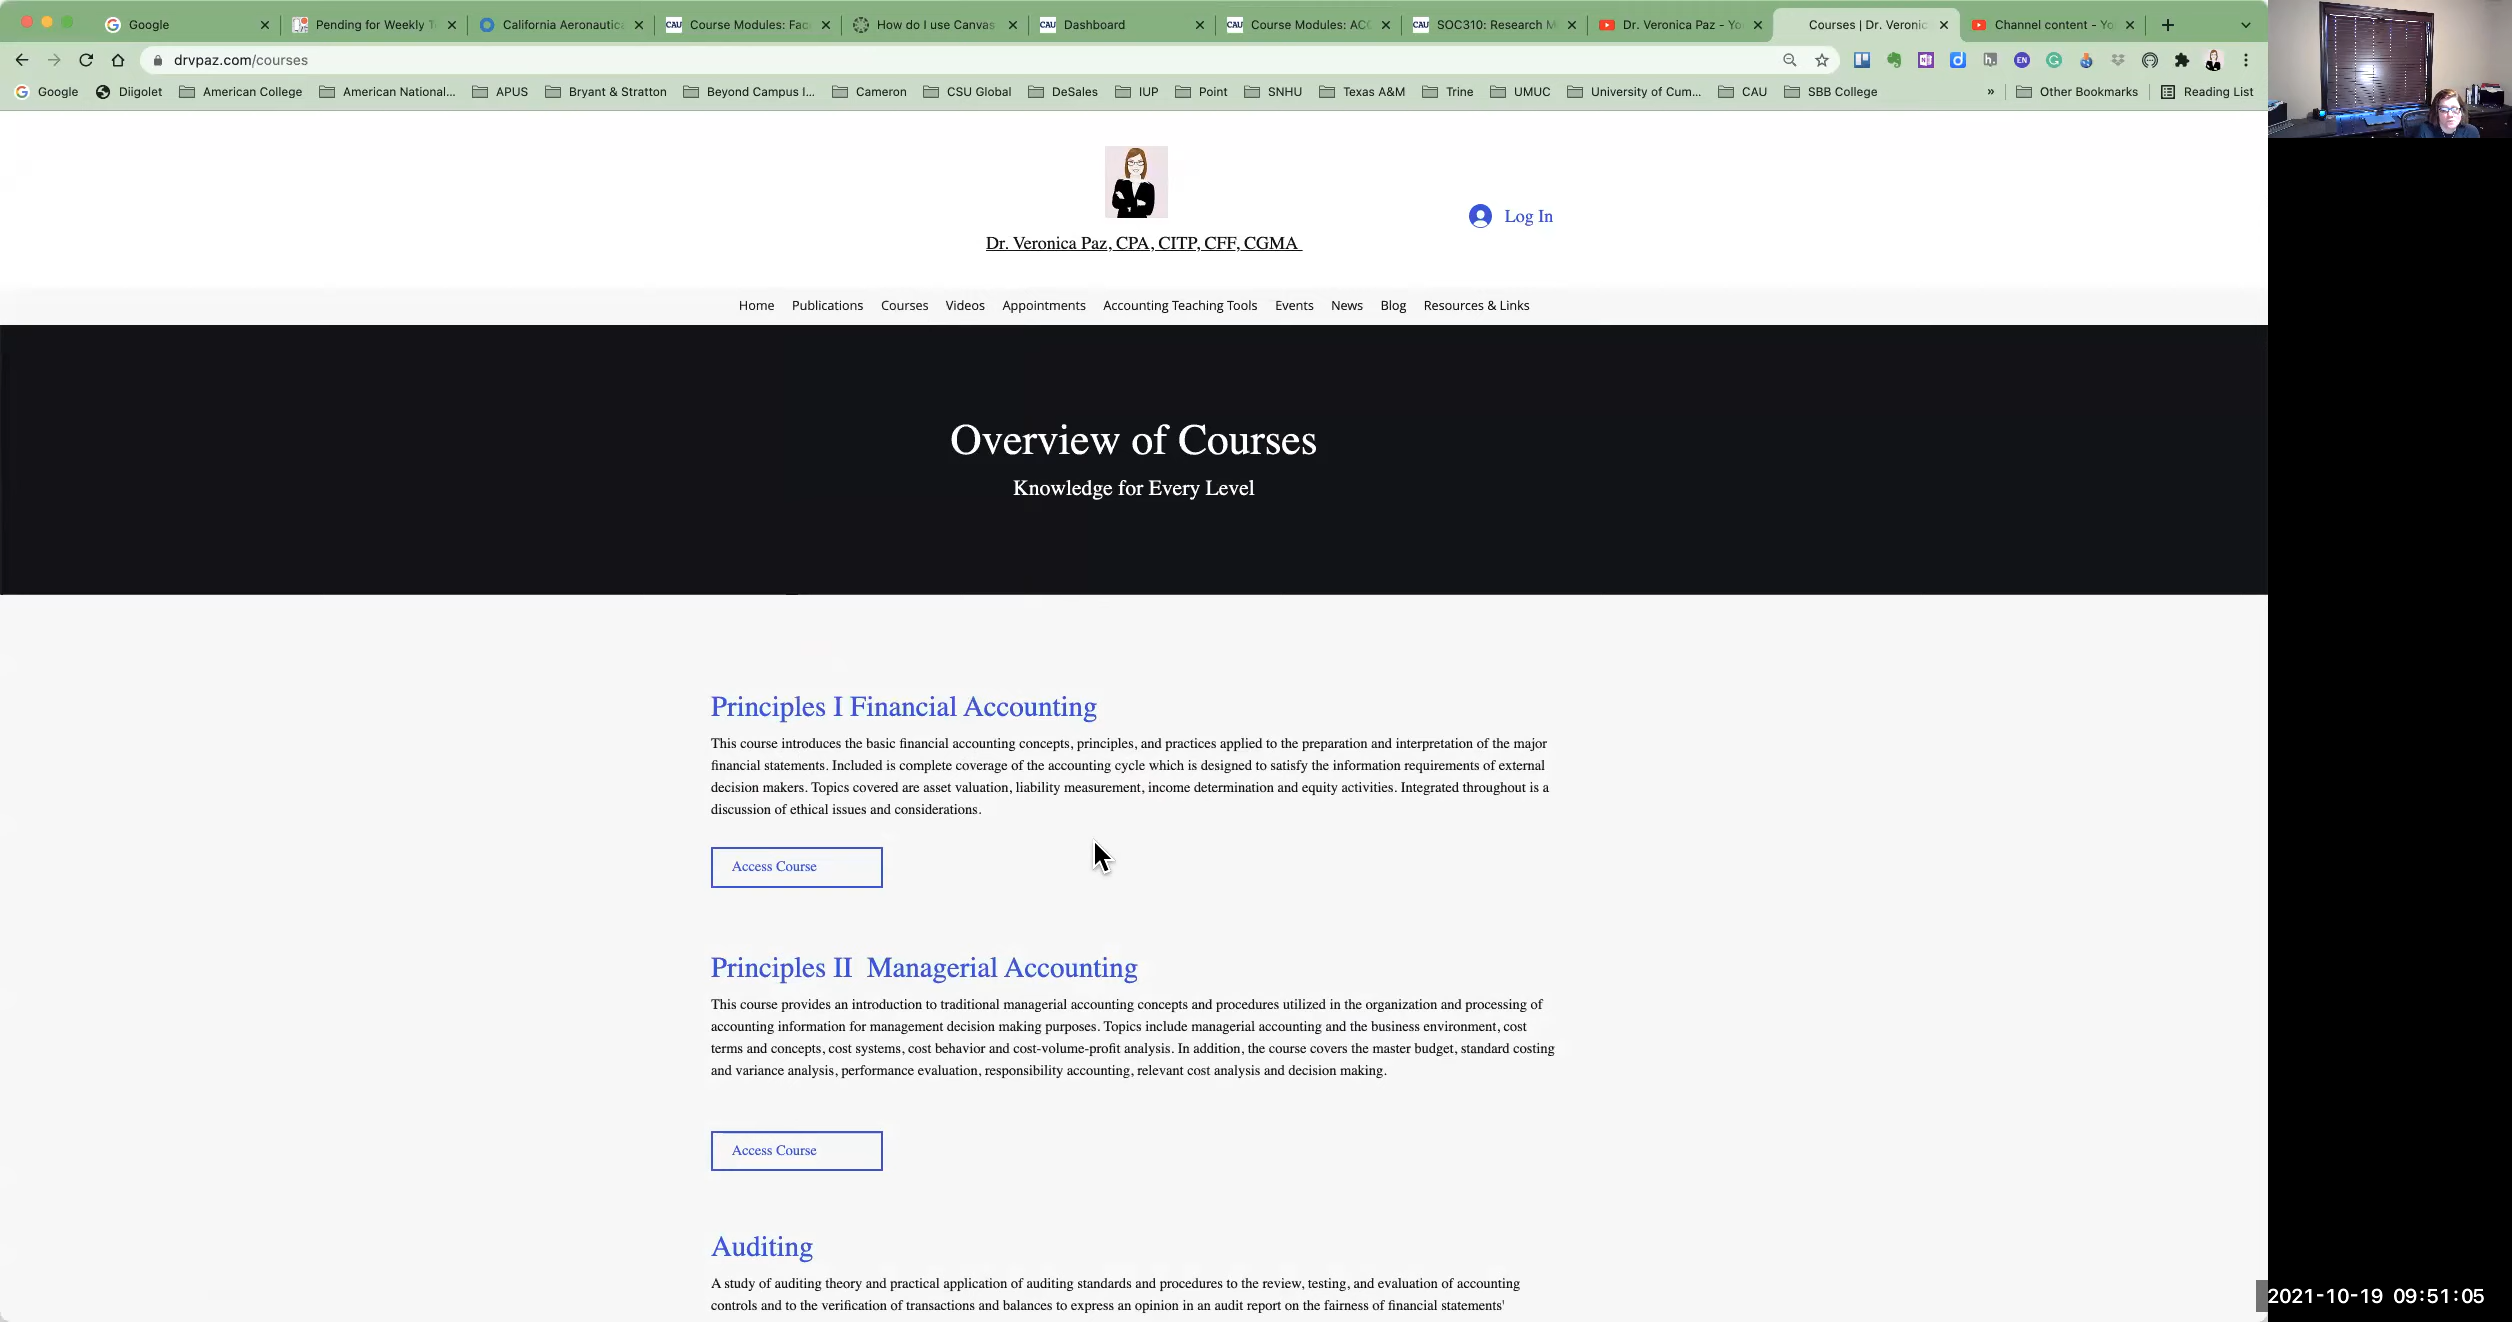 Google
Pending for Weekly T
California Aeronautica
CAU Course Modules: Fac
How do I use Canvas
CAU Dashboard
CAU Course Modules: ACC
CAU SOC310: Research M
Dr. Veronica Paz - Yo
Courses | Dr. Veronic
Channel content - Yo
drvpaz.com/courses
Google Diigolet American College American National... APUS Bryant & Stratton Beyond Campus I... Cameron CSU Global DeSales IUP Point SNHU Texas A&M Trine UMUC University of Cum... CAU SBB College » Other Bookmarks Reading List
Log In
Dr. Veronica Paz, CPA, CITP, CFF, CGMA
Home Publications Courses Videos Appointments Accounting Teaching Tools Events News Blog Resources & Links
Overview of Courses
Knowledge for Every Level
Principles I Financial Accounting
This course introduces the basic financial accounting concepts, principles, and practices applied to the preparation and interpretation of the major
financial statements. Included is complete coverage of the accounting cycle which is designed to satisfy the information requirements of external
decision makers. Topics covered are asset valuation, liability measurement, income determination and equity activities. Integrated throughout is a
discussion of ethical issues and considerations.
Access Course
Principles II  Managerial Accounting
This course provides an introduction to traditional managerial accounting concepts and procedures utilized in the organization and processing of
accounting information for management decision making purposes. Topics include managerial accounting and the business environment, cost
terms and concepts, cost systems, cost behavior and cost-volume-profit analysis. In addition, the course covers the master budget, standard costing
and variance analysis, performance evaluation, responsibility accounting, relevant cost analysis and decision making.
Access Course
Auditing
A study of auditing theory and practical application of auditing standards and procedures to the review, testing, and evaluation of accounting
controls and to the verification of transactions and balances to express an opinion in an audit report on the fairness of financial statements'
2021-10-19 09:51:05